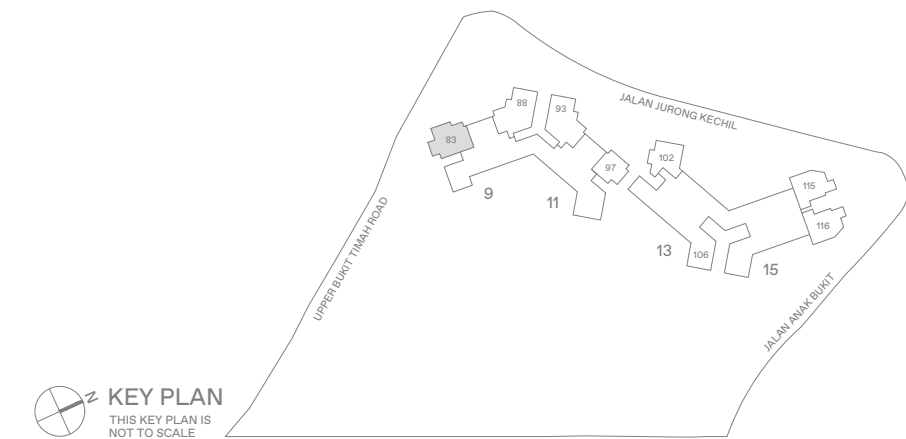 88
93
JALAN JURONG KECHIL
83
97
102
115
9
11
116
13
106
15
UPPER BUKIT TIMAH ROAD
JALAN ANAK BUKIT
N
KEY PLAN
THIS KEY PLAN IS
NOT TO SCALE